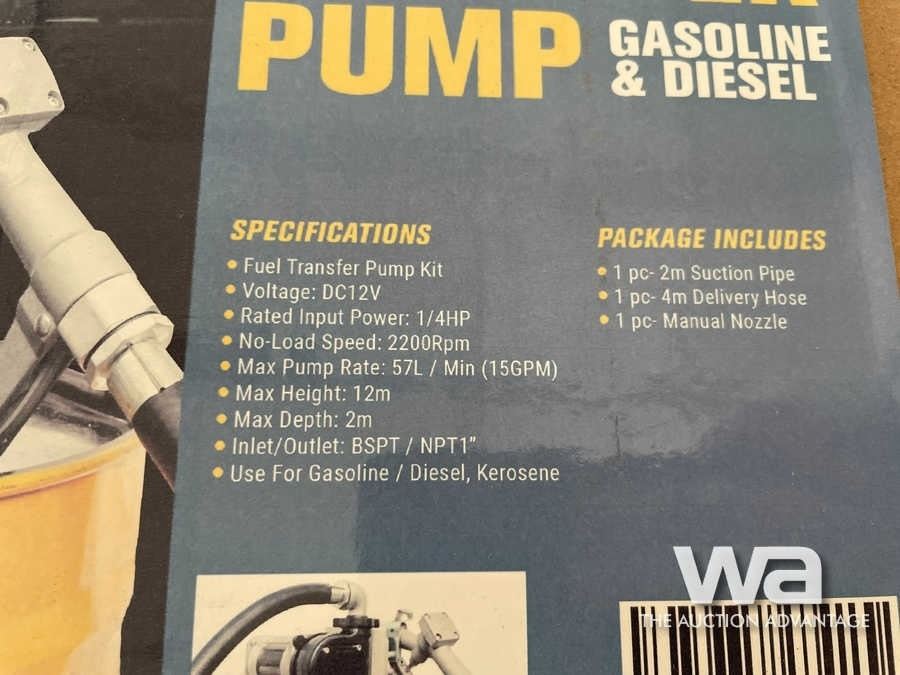 PUMP
GASOLINE
& DIESEL
SPECIFICATIONS
• Fuel Transfer Pump Kit
• Voltage: DC12V
• Rated Input Power: 1/4HP
• No-Load Speed: 2200Rpm
• Max Pump Rate: 57L / Min (15GPM)
• Max Height: 12m
• Max Depth: 2m
• Inlet/Outlet: BSPT / NPT1”
• Use For Gasoline / Diesel, Kerosene
PACKAGE INCLUDES
• 1 pc- 2m Suction Pipe
• 1 pc- 4m Delivery Hose
• 1 pc- Manual Nozzle
wa
THE AUCTION ADVANTAGE